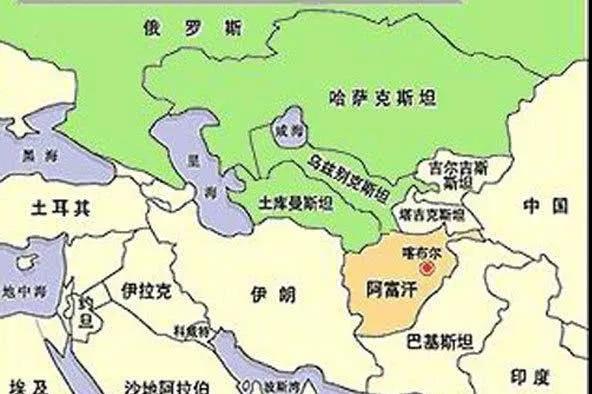 俄罗斯
哈萨克斯坦
咸海
黑海
里海
乌兹别克斯坦
吉尔吉斯
斯坦
土耳其
土库曼斯坦
塔吉克斯坦
中国
喀布尔
地中海
约旦
伊拉克
伊朗
阿富汗
科威特
巴基斯坦
埃及
沙地阿拉伯
波斯湾
印度